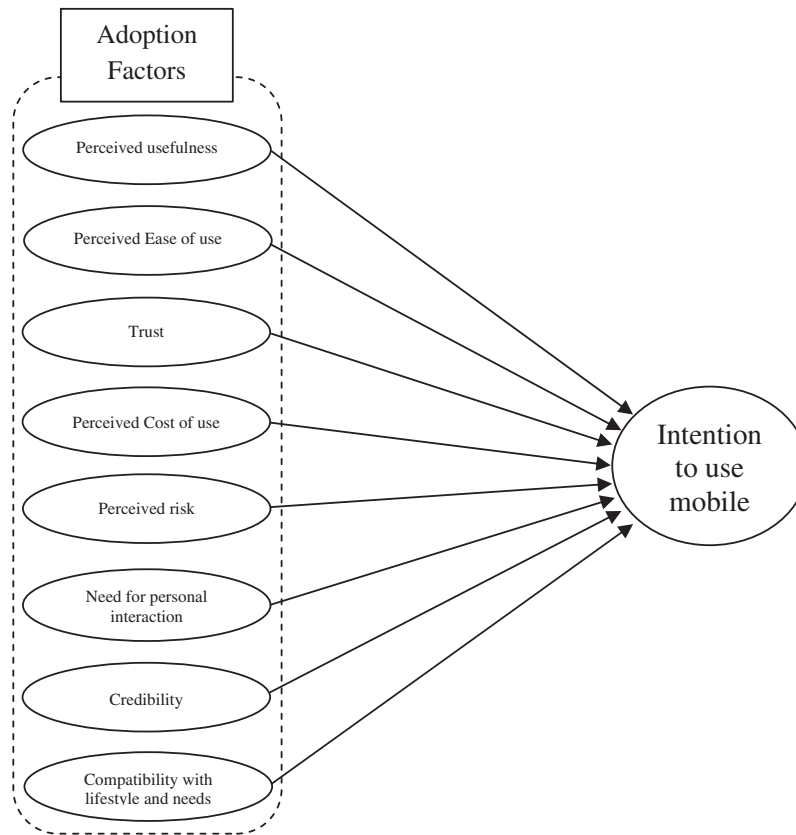 Adoption
Factors
Perceived usefulness
Perceived Ease of use
Trust
Perceived Cost of use
Perceived risk
Need for personal
interaction
Credibility
Compatibility with
lifestyle and needs
Intention
to use
mobile